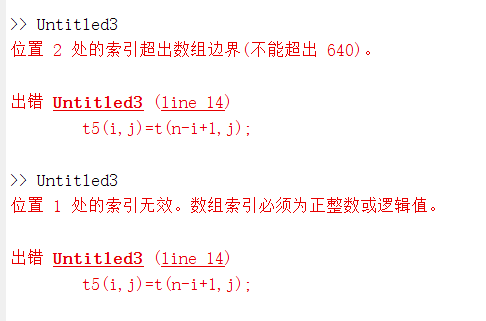 >> Untitled3
位置 2 处的索引超出数组边界(不能超出 640)。
出错 Untitled3 (line 14)
t5(i,j)=t(n-i+1,j);
>> Untitled3
位置 1 处的索引无效。数组索引必须为正整数或逻辑值。
出错 Untitled3 (line 14)
t5(i,j)=t(n-i+1,j);